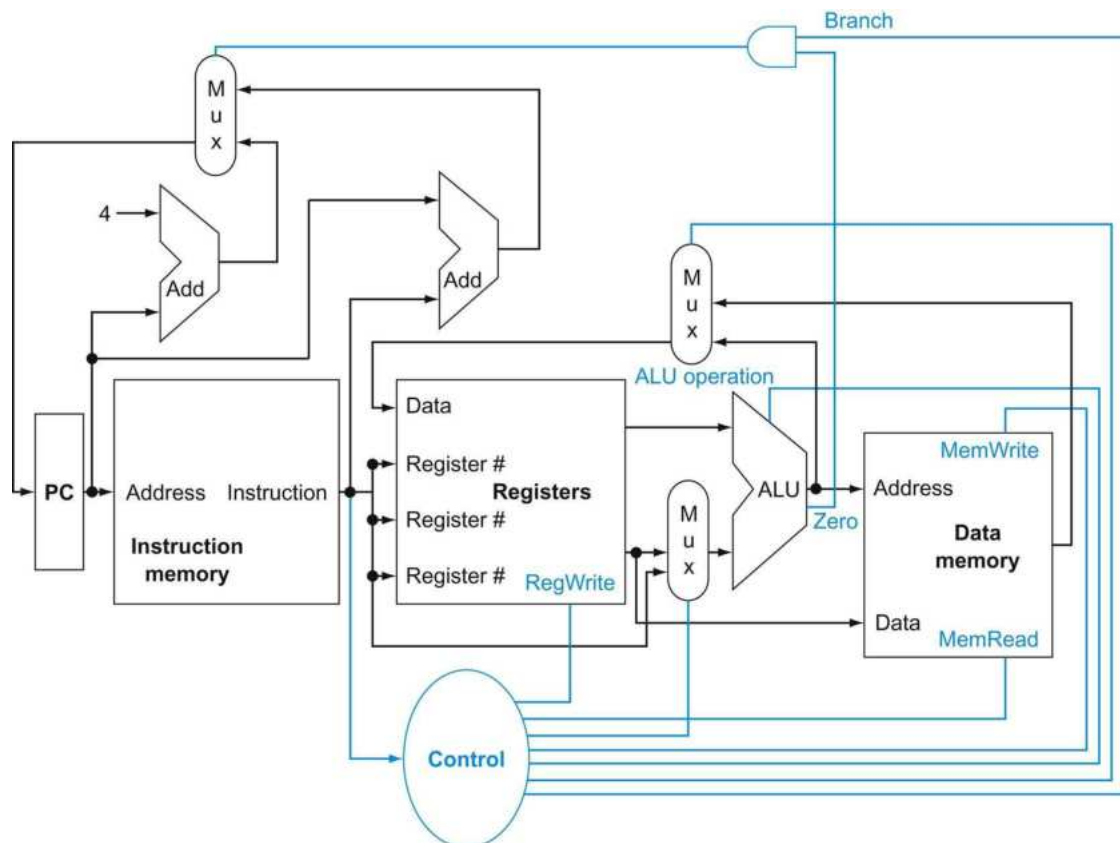 Branch
M
u
x
4
Add
Add
M
u
x
ALU operation
Data
Register #
Register #
Register #
Registers
RegWrite
PC
Address
Instruction
Instruction
memory
M
u
x
ALU
Zero
MemWrite
Address
Data
memory
Data
MemRead
Control